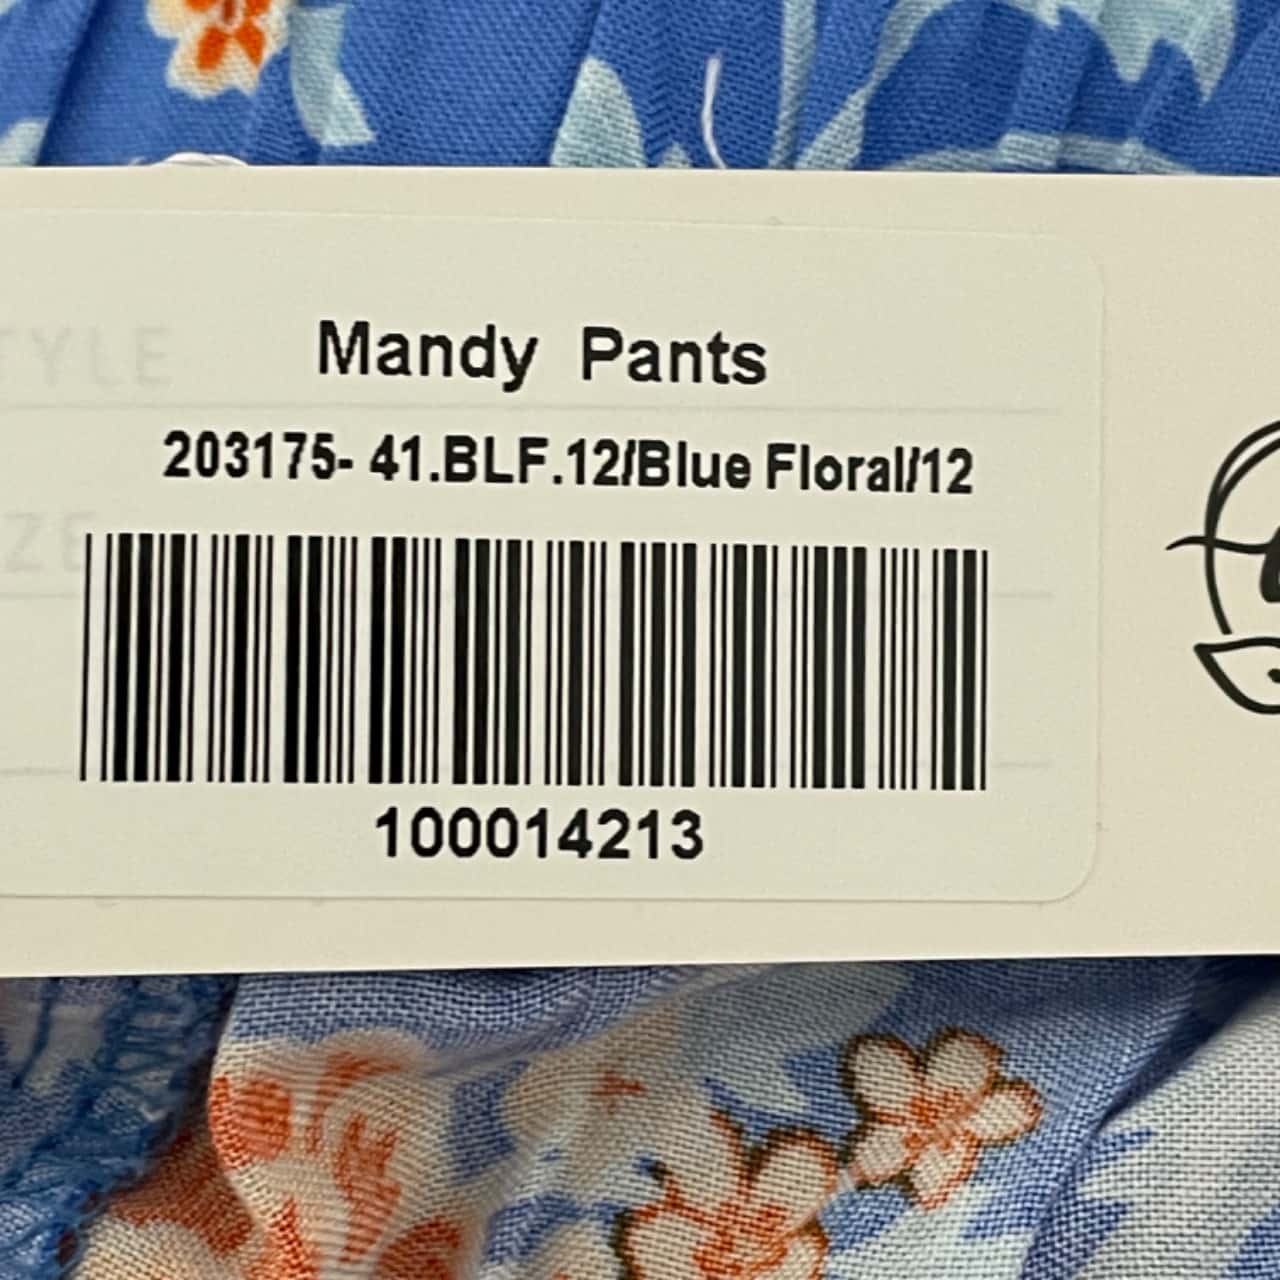 Mandy Pants
203175- 41.BLF.12/Blue Floral/12
100014213